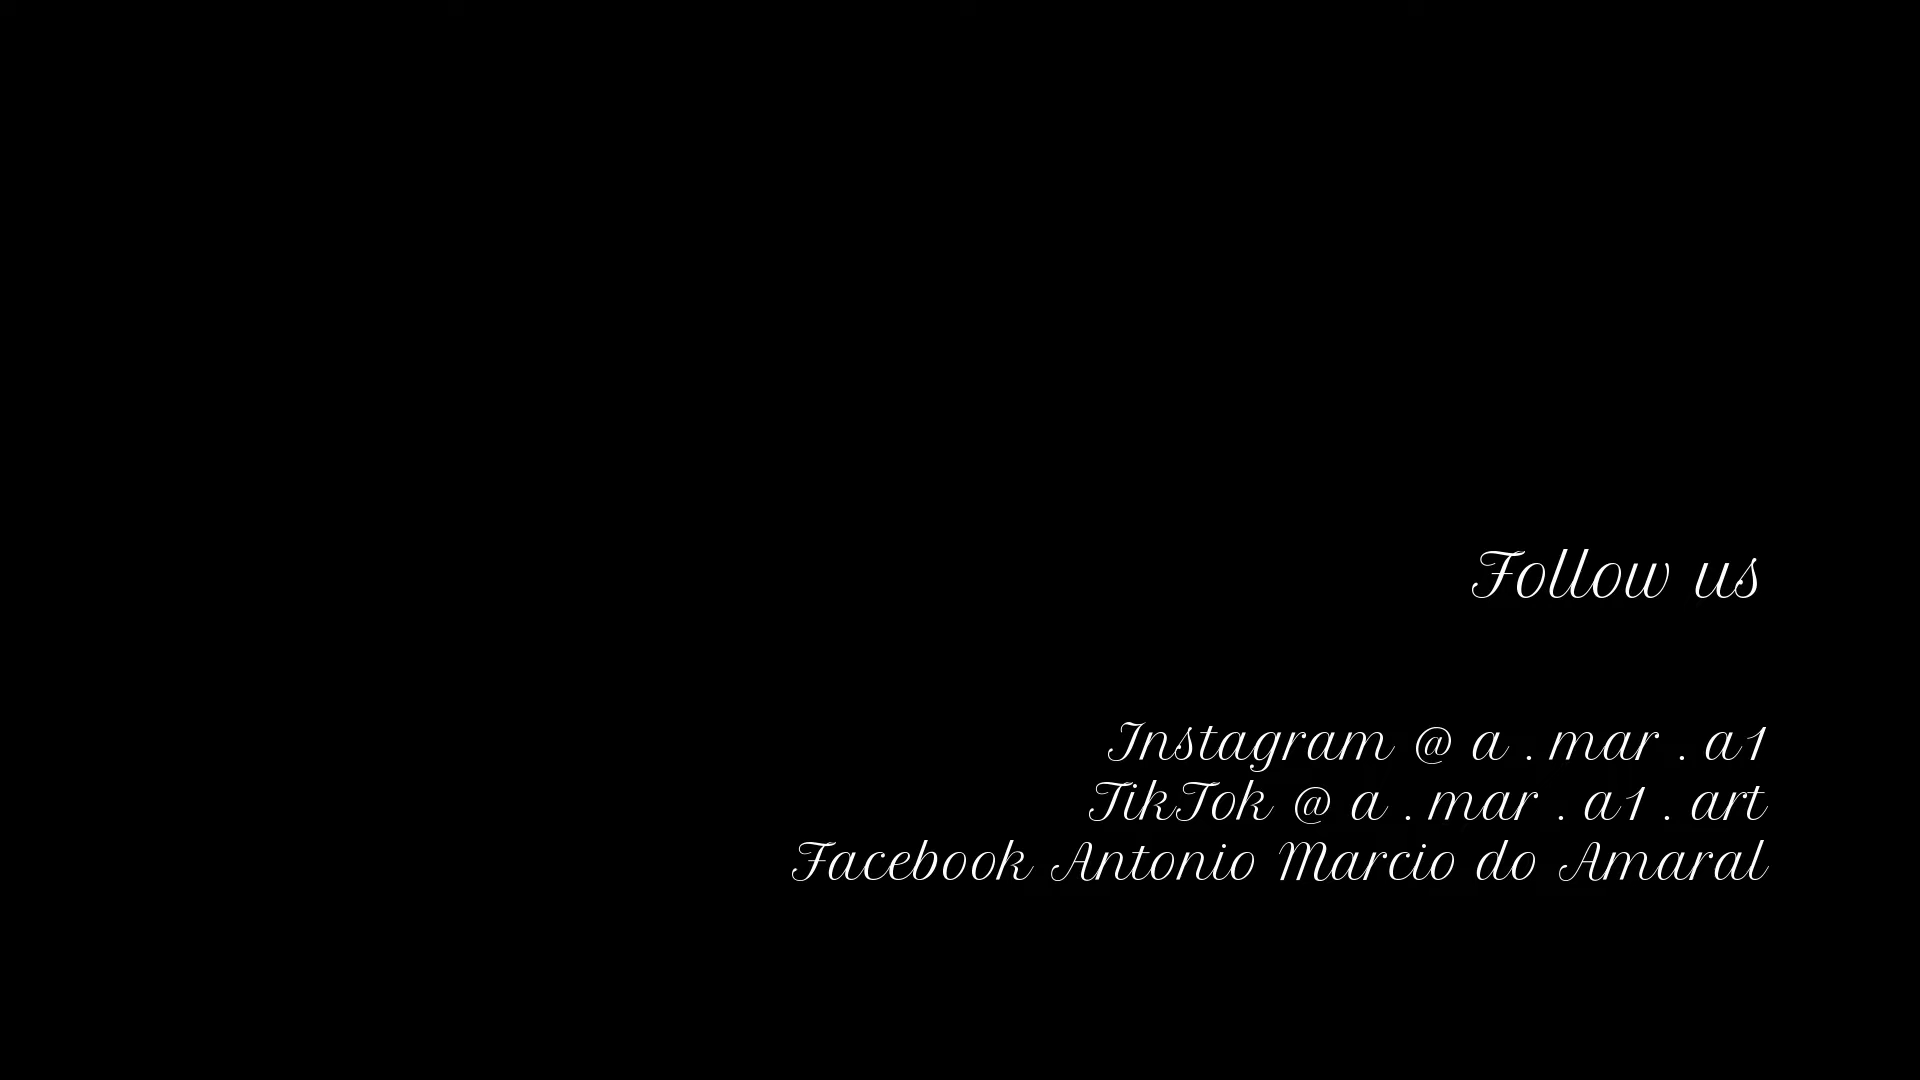 Follow us
Instagram @ a . mar . a1
TikTok @ a . mar . a1 . art
Facebook Antonio Marcio do Amaral